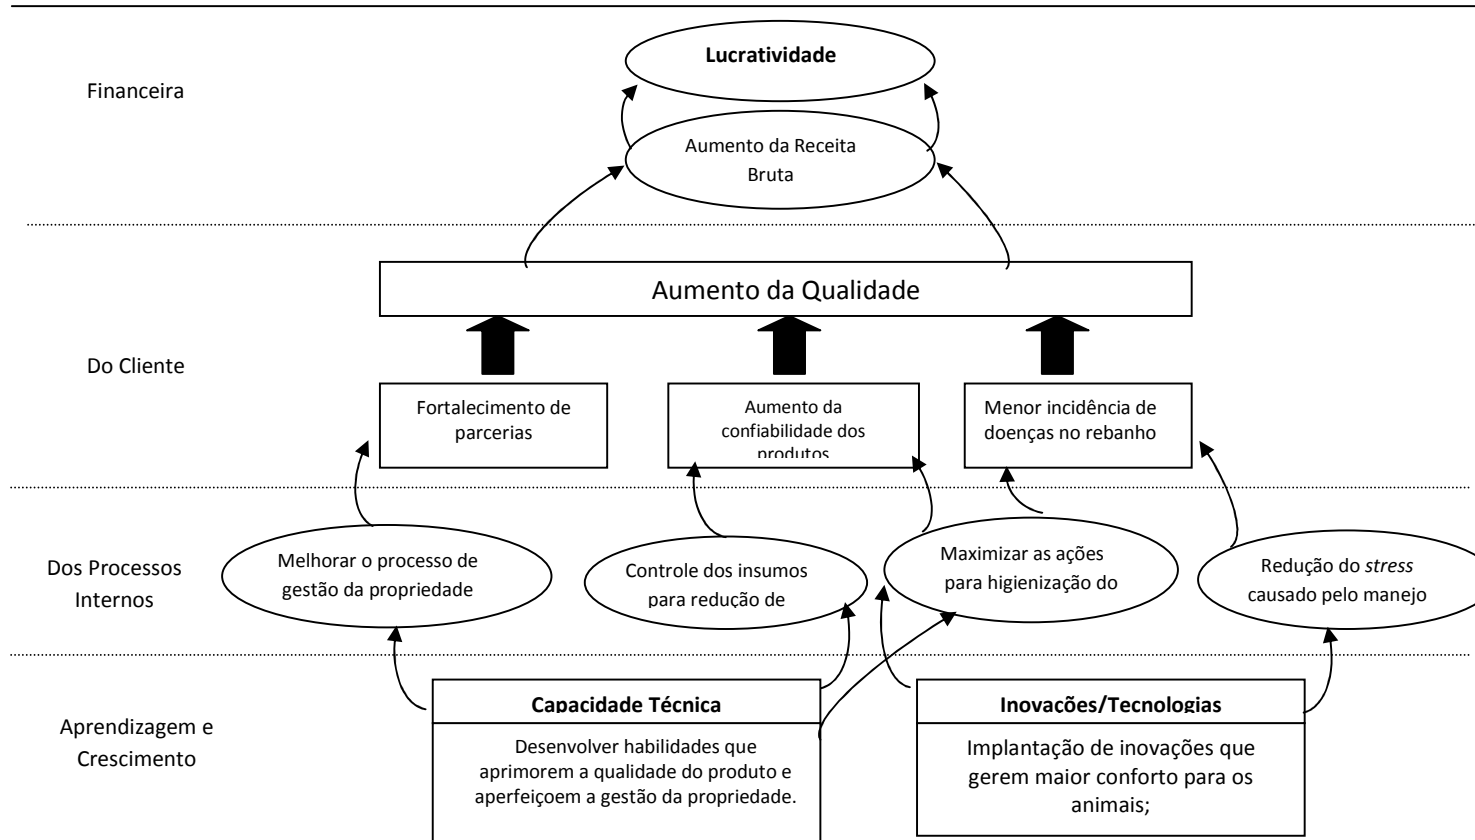 Lucratividade
Financeira
Aumento da Receita
Bruta
Aumento da Qualidade
Do Cliente
Fortalecimento de
parcerias
Aumento da
confiabilidade dos
produtos
Menor incidência de
doenças no rebanho
Dos Processos
Internos
Melhorar o processo de
gestão da propriedade
Controle dos insumos
para redução de
Maximizar as ações
para higienização do
Redução do stress
causado pelo manejo
Aprendizagem e
Crescimento
Capacidade Técnica
Desenvolver habilidades que
aprimorem a qualidade do produto e
aperfeiçoem a gestão da propriedade.
Inovações/Tecnologias
Implantação de inovações que
gerem maior conforto para os
animais;